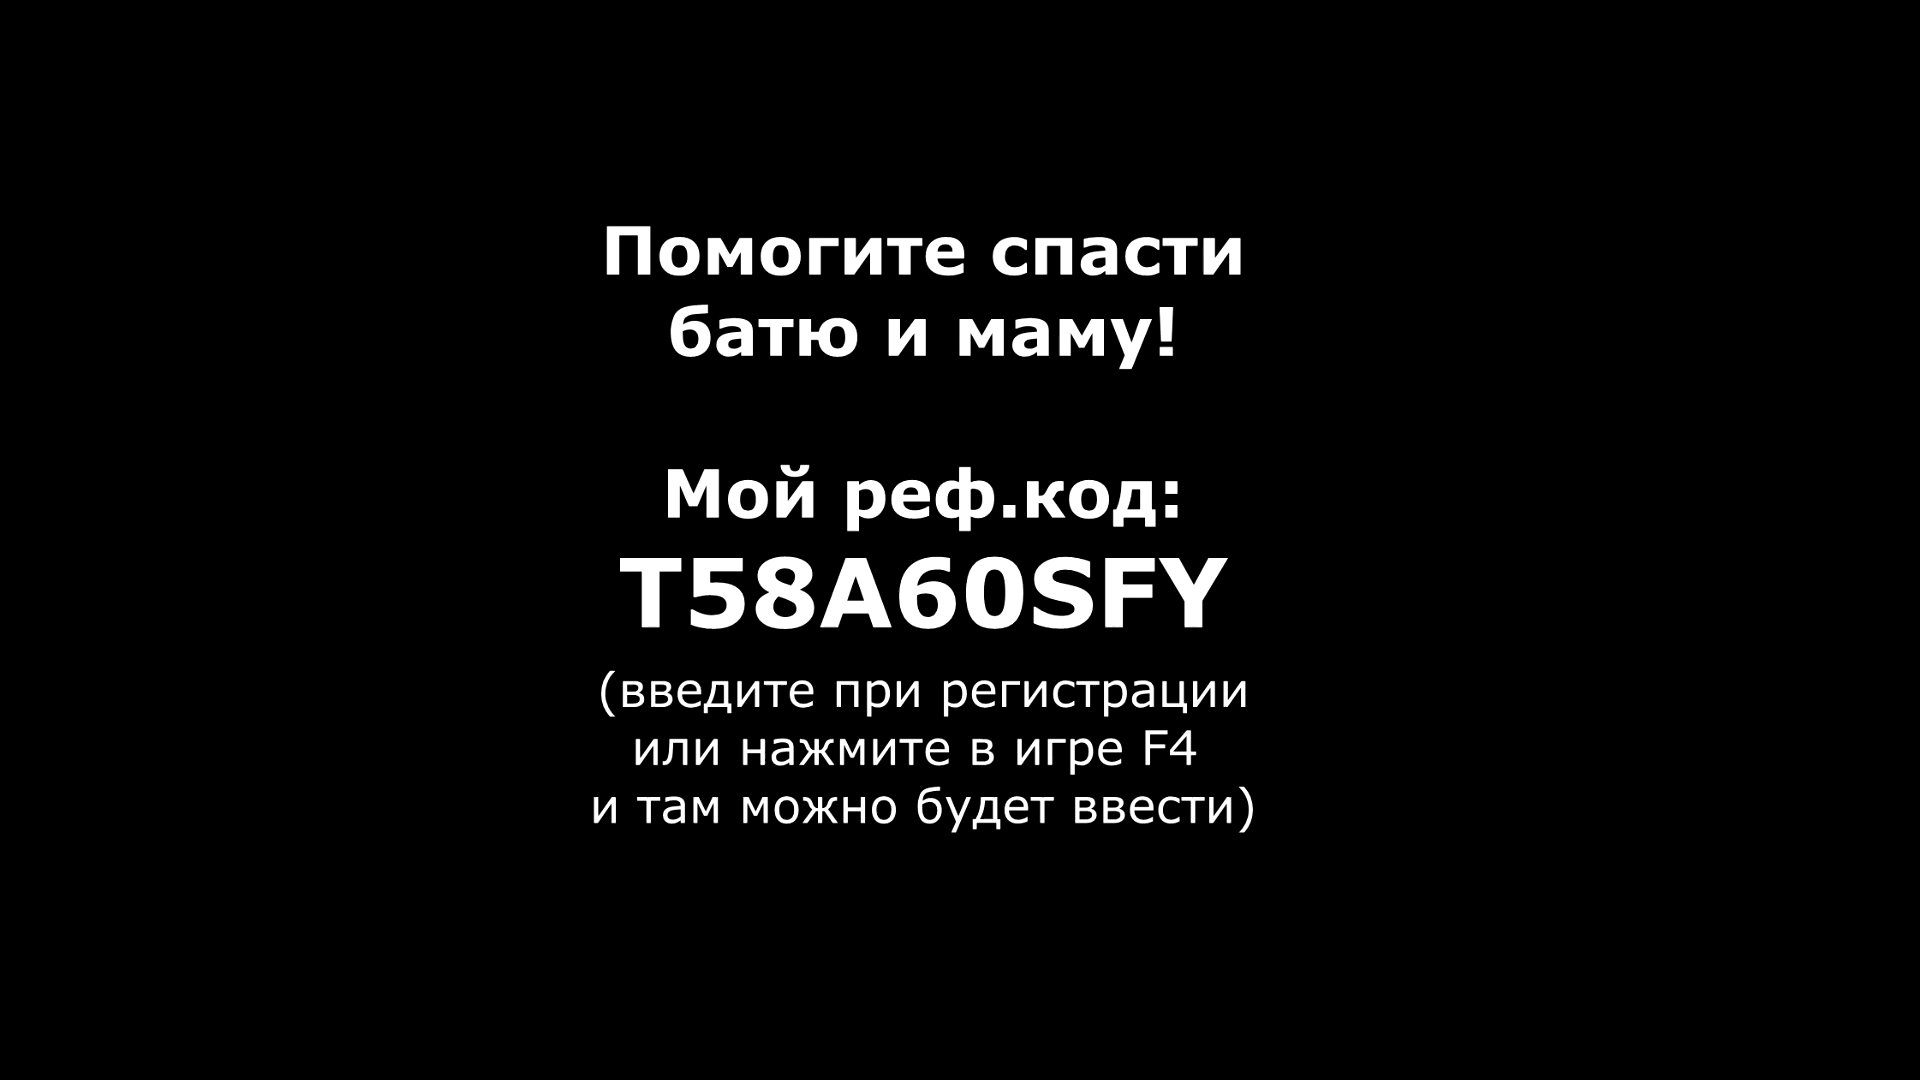 Помогите спасти
батю и маму!
Мой реф.код:
T58A60SFY
(введите при регистрации
или нажмите в игре F4
и там можно будет ввести)